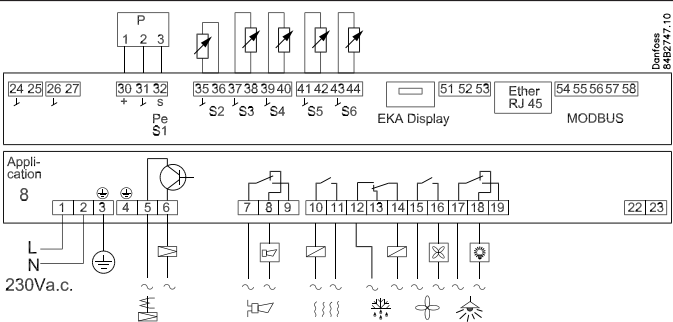 P
1 2 3
Danfoss
84B2747.10
24 25 26 27 30 31 32 35 36 37 38 39 40 41 42 43 44 51 52 53 54 55 56 57 58
+ s S2 S3 S4 S5 S6
Pe
S1
EKA Display
Ether
RJ 45
MODBUS
Appli-
cation
8
1 2 3 4 5 6 7 8 9 10 11 12 13 14 15 16 17 18 19 22 23
L
N
230Va.c.